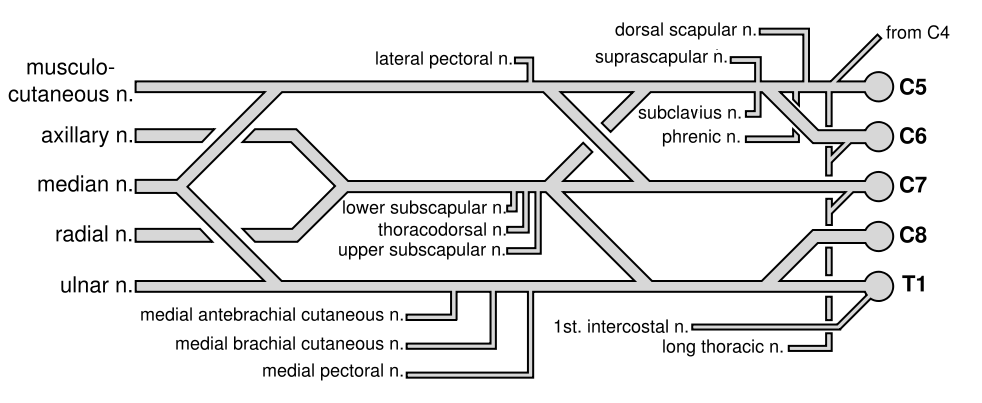 dorsal scapular n.
from C4
lateral pectoral n.
suprascapular n.
musculo-
cutaneous n.
C5
subclavius n.
axillary n.
phrenic n.
C6
median n.
C7
lower subscapular n.
thoracodorsal n.
radial n.
C8
upper subscapular n.
ulnar n.
T1
medial antebrachial cutaneous n.
1st. intercostal n.
medial brachial cutaneous n.
long thoracic n.
medial pectoral n.